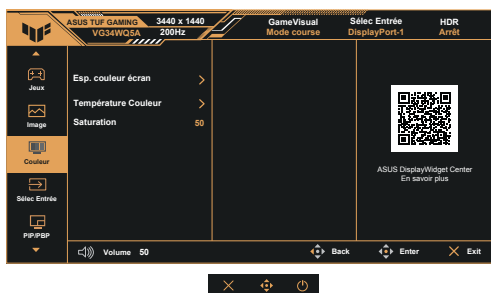 ASUS TUF GAMING 3440 x 1440
VG34WQ5A 200Hz
GameVisual
Mode course
Sélec Entrée
DisplayPort-1
HDR
Arrêt
Jeux
Image
Couleur
Sélec Entrée
PIP/PBP
Esp. couleur écran
Température Couleur
Saturation 50
ASUS DisplayWidget Center
En savoir plus
Volume 50
Back
Enter
Exit